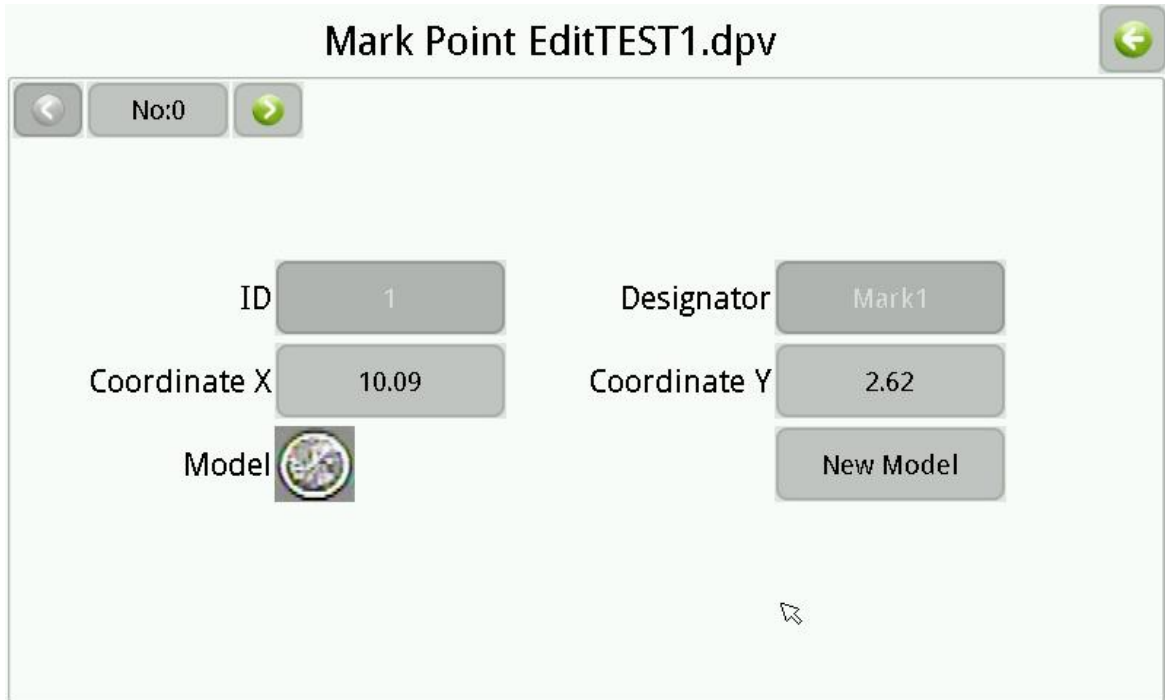 Mark Point EditTEST1.dpv
No:0
ID 1 Designator Mark1
Coordinate X 10.09 Coordinate Y 2.62
Model New Model